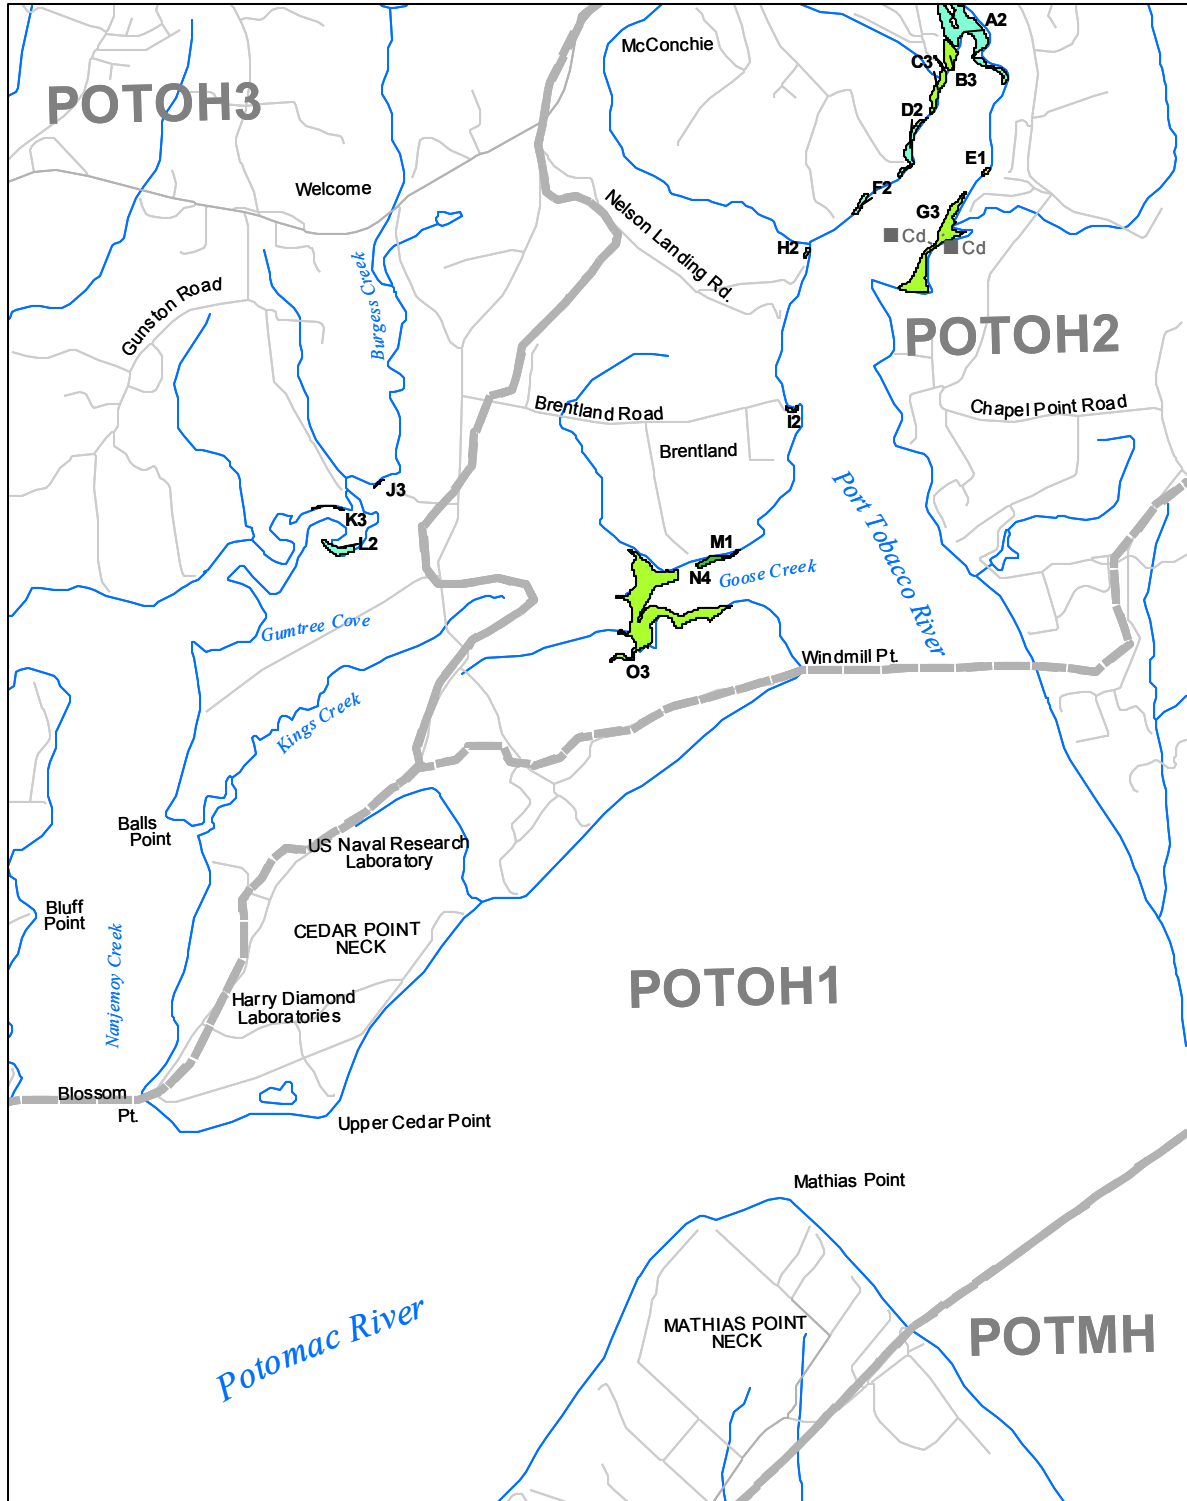 A2
McConchie
C3
B3
POTOH3
D2
E1
Welcome
F2
Nelson Landing Rd.
G3
Cd
Cd
H2
Burgess Creek
Gunston Road
POTOH2
Brentland Road
I2
Chapel Point Road
Brentland
Port Tobacco River
J3
K3
L2
M1
N4
Goose Creek
Gumtree Cove
Windmill Pt.
O3
Kings Creek
Balls
Point
US Naval Research
Laboratory
Bluff
Point
CEDAR POINT
NECK
Nanjemoy Creek
POTOH1
Harry Diamond
Laboratories
Blossom
Pt.
Upper Cedar Point
Mathias Point
Potomac River
MATHIAS POINT
NECK
POTMH